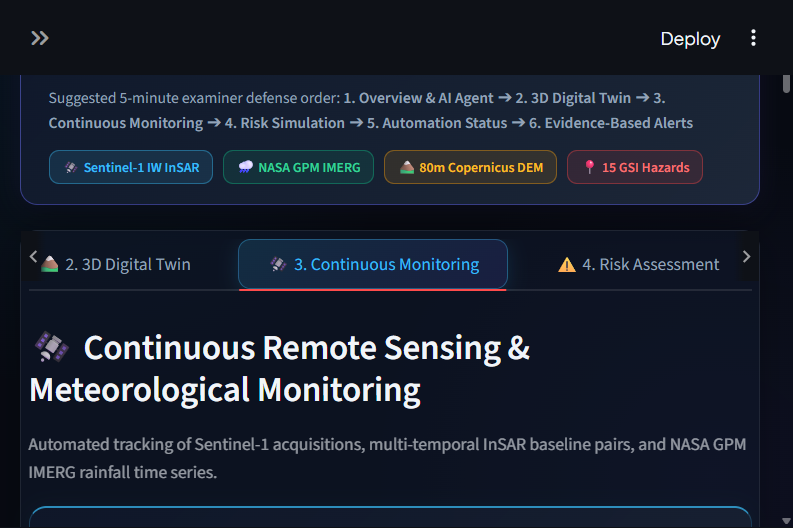 Deploy
Suggested 5-minute examiner defense order: 1. Overview & AI Agent → 2. 3D Digital Twin → 3.
Continuous Monitoring → 4. Risk Simulation → 5. Automation Status → 6. Evidence-Based Alerts
Sentinel-1 IW InSAR
NASA GPM IMERG
80m Copernicus DEM
15 GSI Hazards
2. 3D Digital Twin
3. Continuous Monitoring
4. Risk Assessment
Continuous Remote Sensing &
Meteorological Monitoring
Automated tracking of Sentinel-1 acquisitions, multi-temporal InSAR baseline pairs, and NASA GPM
IMERG rainfall time series.